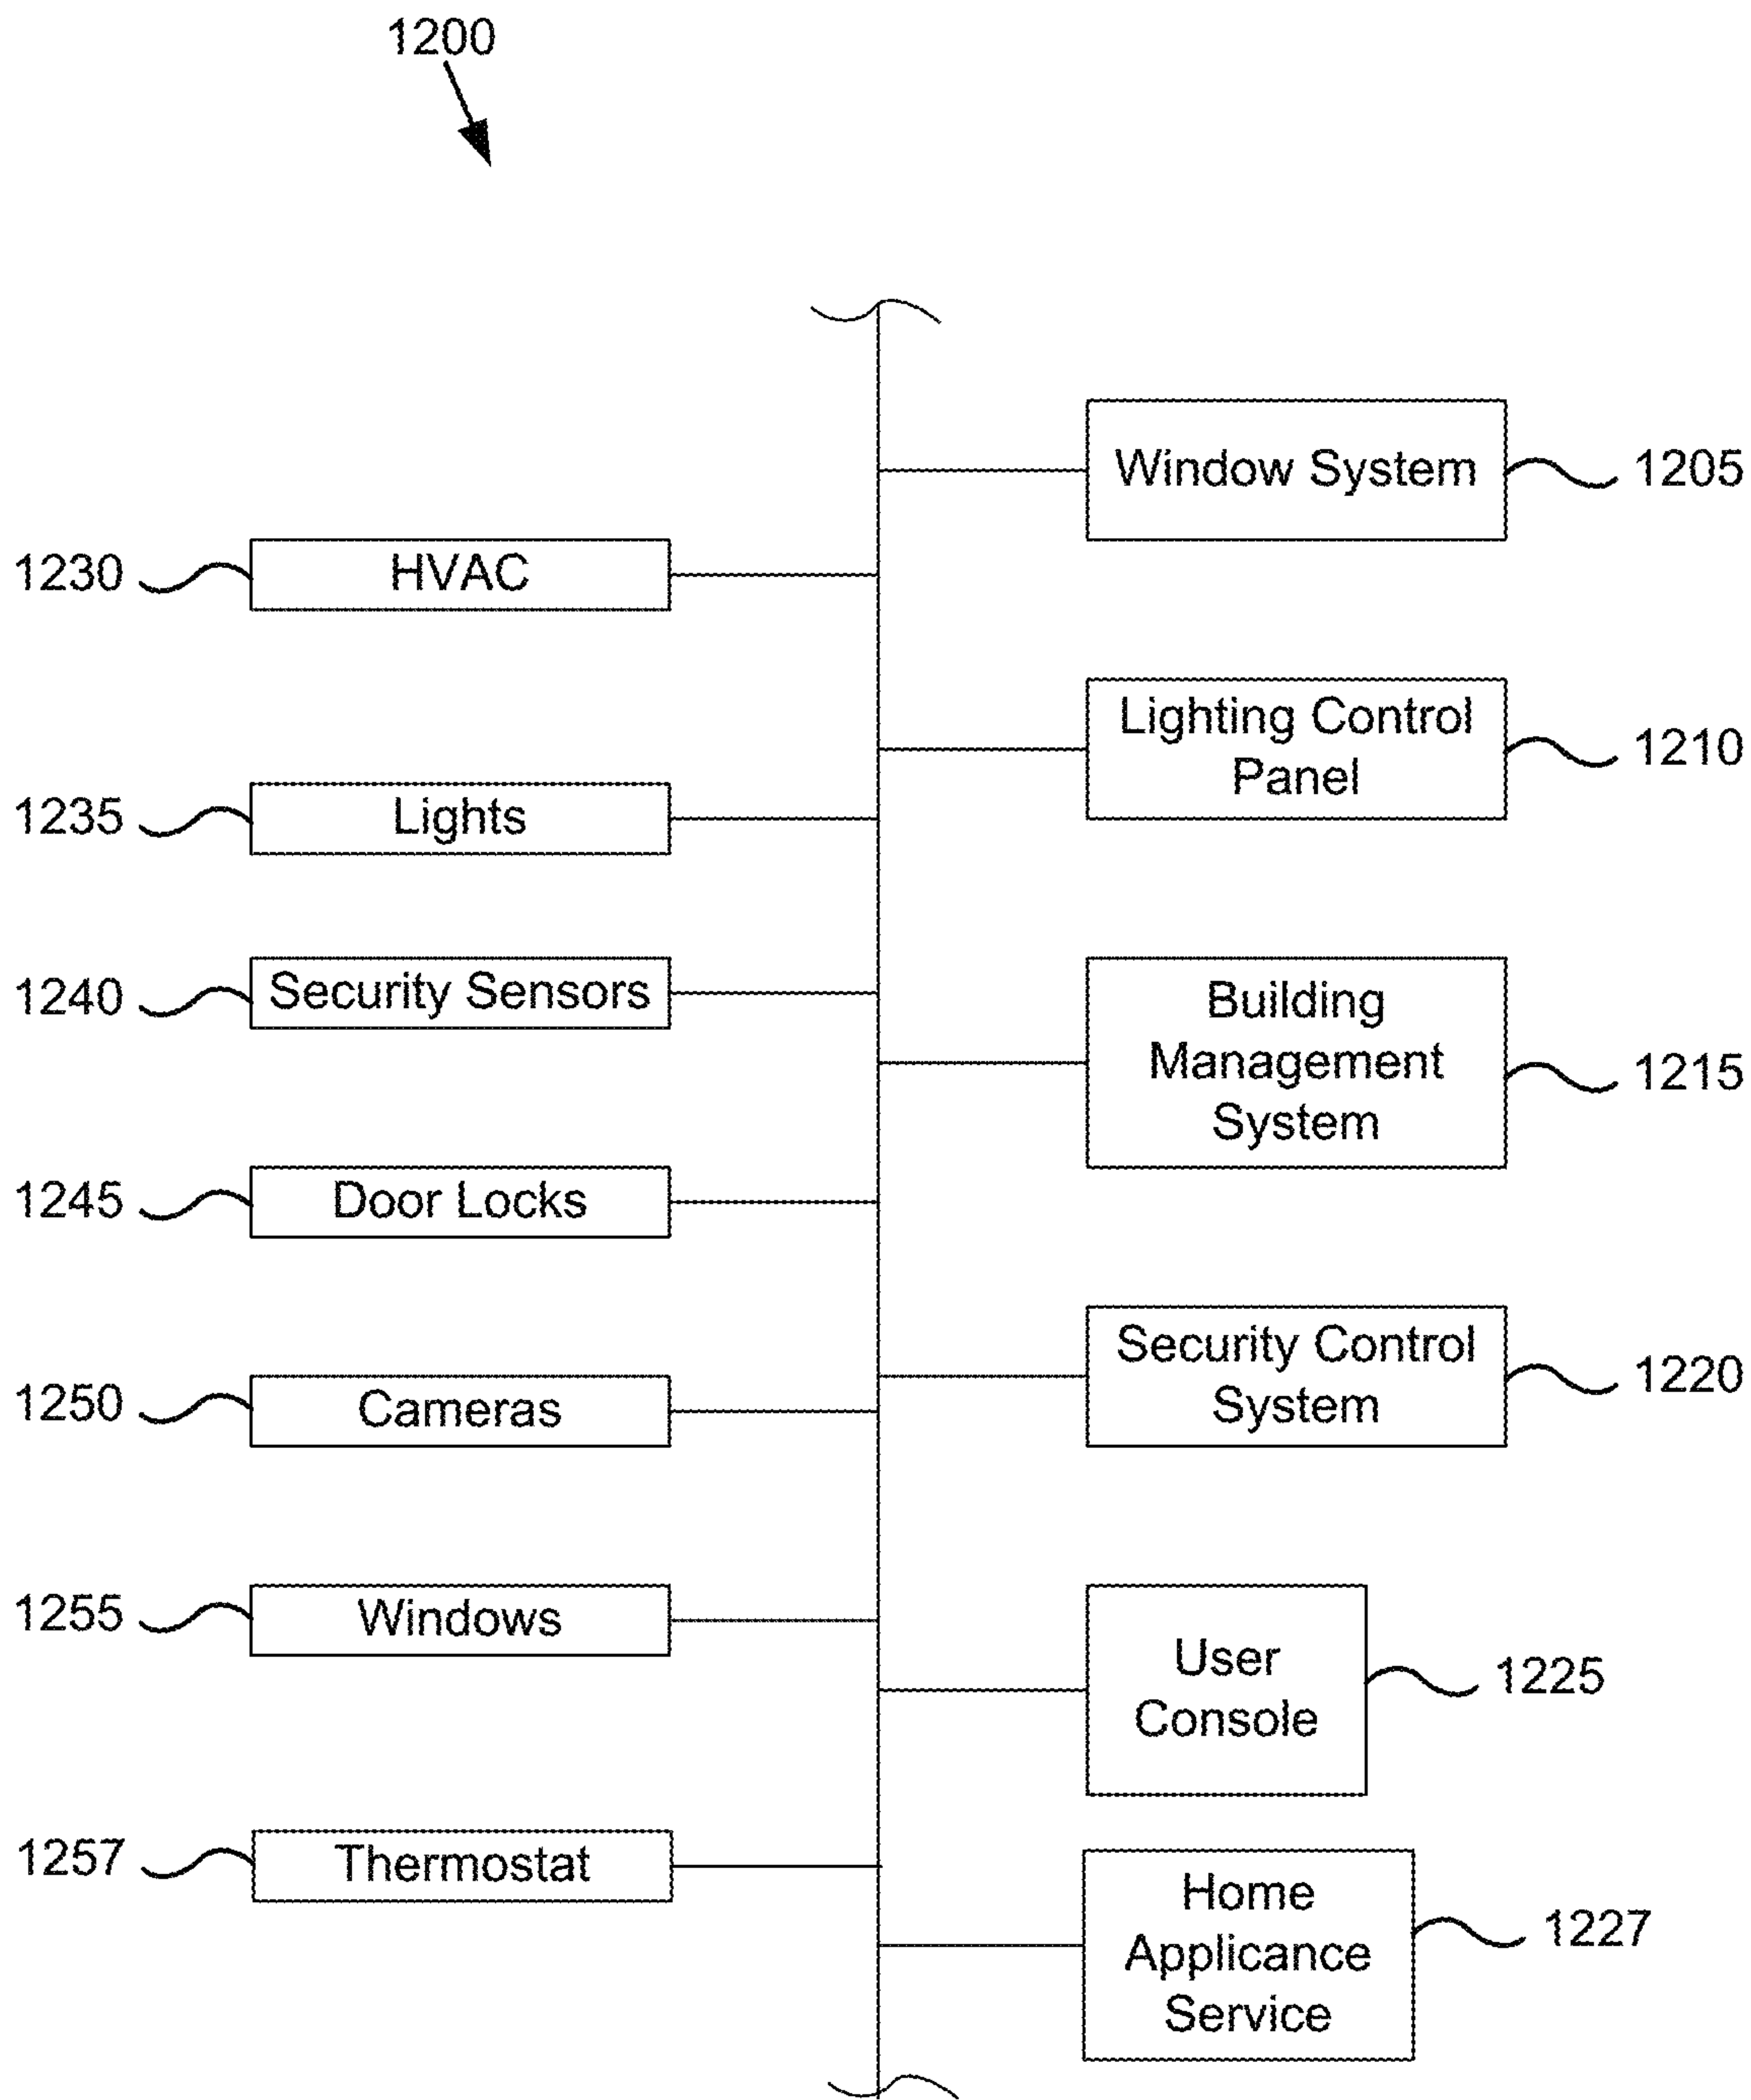 1200
Window System
1205
1230
HVAC
Lighting Control
Panel
1210
1235
Lights
1240
Security Sensors
Building
Management
System
1215
1245
Door Locks
Security Control
System
1220
1250
Cameras
1255
Windows
User
Console
1225
1257
Thermostat
Home
Applicance
Service
1227